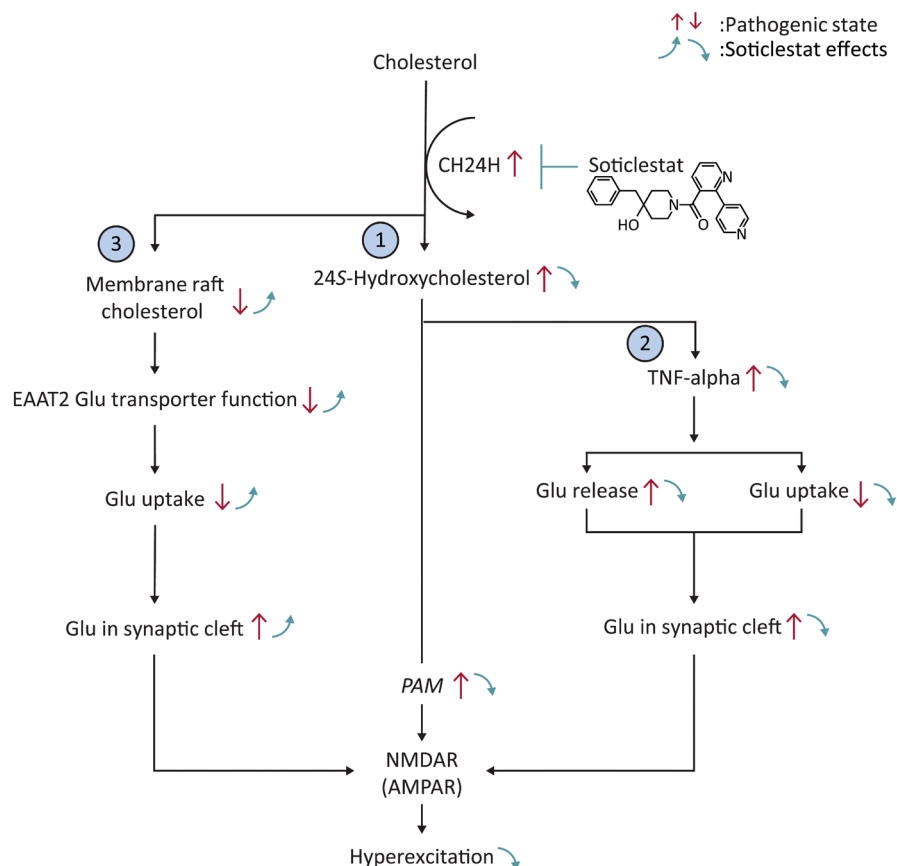 :Pathogenic state
:Soticlestat effects
Cholesterol
CH24H
Soticlestat
N
N
HO
O
N
3
1
Membrane raft
cholesterol
24S-Hydroxycholesterol
2
TNF-alpha
EAAT2 Glu transporter function
Glu uptake
Glu release
Glu uptake
Glu in synaptic cleft
Glu in synaptic cleft
PAM
NMDAR
(AMPAR)
Hyperexcitation